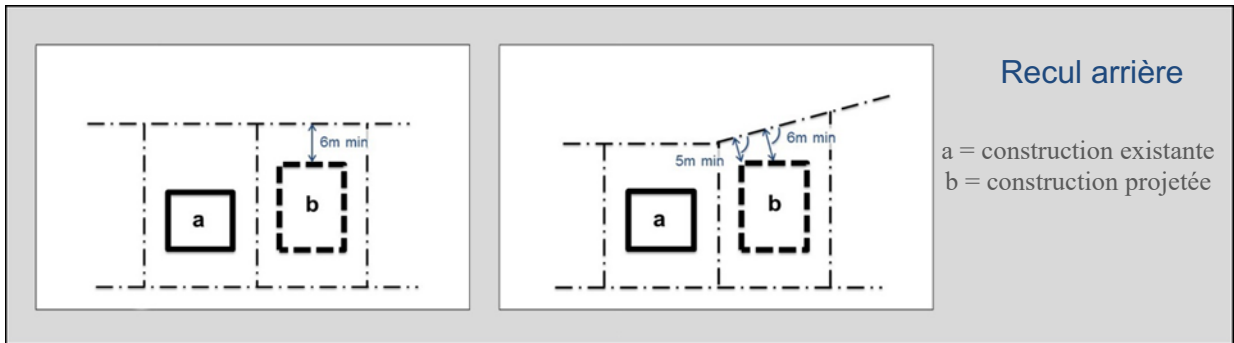 6m min
a
b
5m min
6m min
a
b
Recul arrière
a = construction existante
b = construction projetée